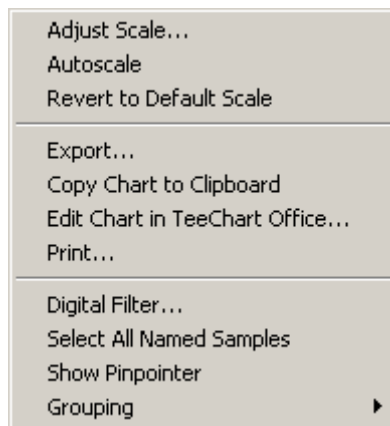 Adjust Scale...
Autoscale
Revert to Default Scale
Export...
Copy Chart to Clipboard
Edit Chart in TeeChart Office...
Print...
Digital Filter...
Select All Named Samples
Show Pinpointer
Grouping